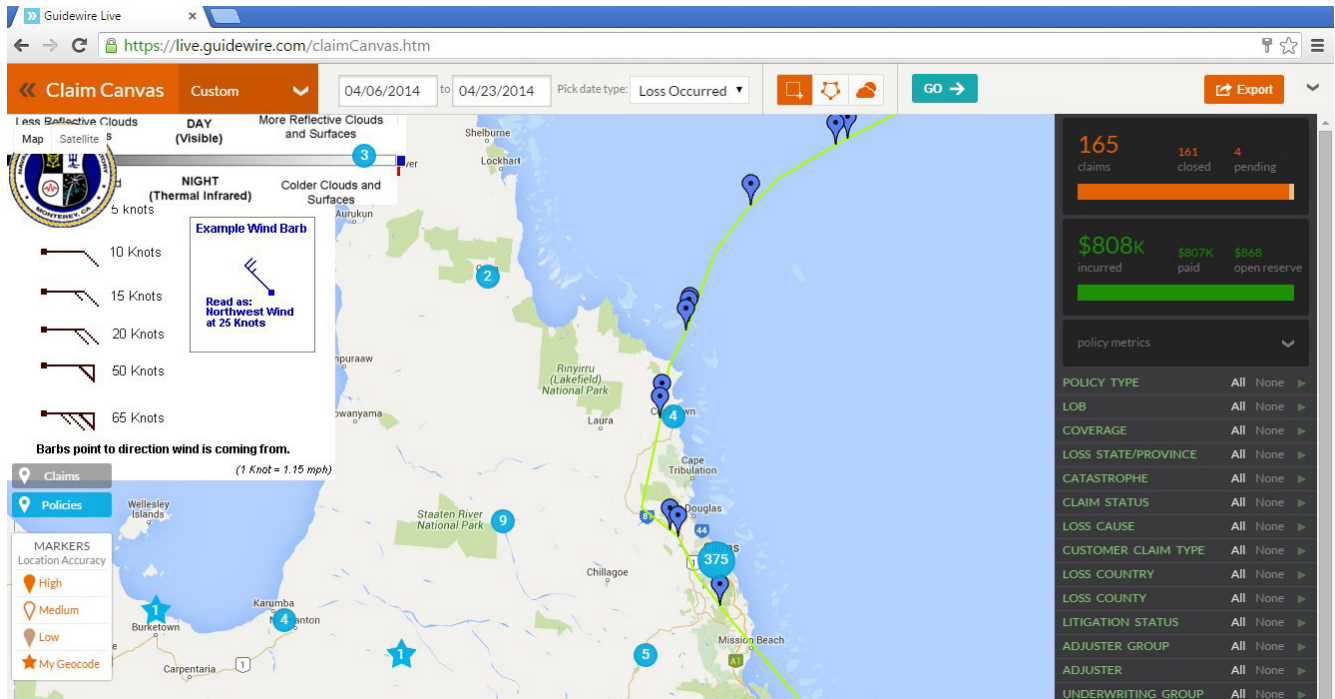 Guidewire Live
https://live.guidewire.com/claimCanvas.htm
Claim Canvas
Custom
04/06/2014 to 04/23/2014
Pick date type: Loss Occurred
GO
Export
Less Reflective Clouds
DAY
(Visible)
More Reflective Clouds
and Surfaces
Map
Satellite
3
NIGHT
(Thermal Infrared)
Colder Clouds and
Surfaces
MONTEREY, CA
5 knots
10 Knots
15 Knots
20 Knots
50 Knots
65 Knots
Example Wind Barb
Read as:
Northwest Wind
at 25 Knots
Barbs point to direction wind is coming from.
(1 Knot = 1.15 mph)
Claims
Policies
MARKERS
Location Accuracy
High
Medium
Low
My Geocode
Shelburne
Lockhart
Aurukun
2
Rinyirru
(Lakefield)
National Park
Laura
4
Cape
Tribulation
Wellesley
Islands
Staaten River
National Park
9
Douglas
44
1
375
Chillagoe
Karumba
4
1
Burketown
1
5
Mission Beach
A1
Carpentaria
1
165
claims
161
closed
4
pending
$808K
incurred
$807K
paid
$868
open reserve
policy metrics
POLICY TYPE All None
LOB All None
COVERAGE All None
LOSS STATE/PROVINCE All None
CATASTROPHE All None
CLAIM STATUS All None
LOSS CAUSE All None
CUSTOMER CLAIM TYPE All None
LOSS COUNTRY All None
LOSS COUNTY All None
LITIGATION STATUS All None
ADJUSTER GROUP All None
ADJUSTER All None
UNDERWRITING GROUP All None